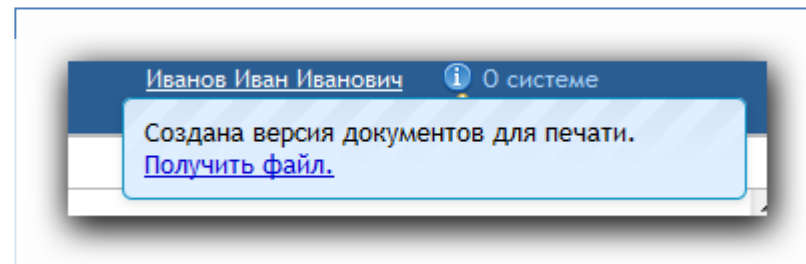 Иванов Иван Иванович О системе
Создана версия документов для печати.
Получить файл.